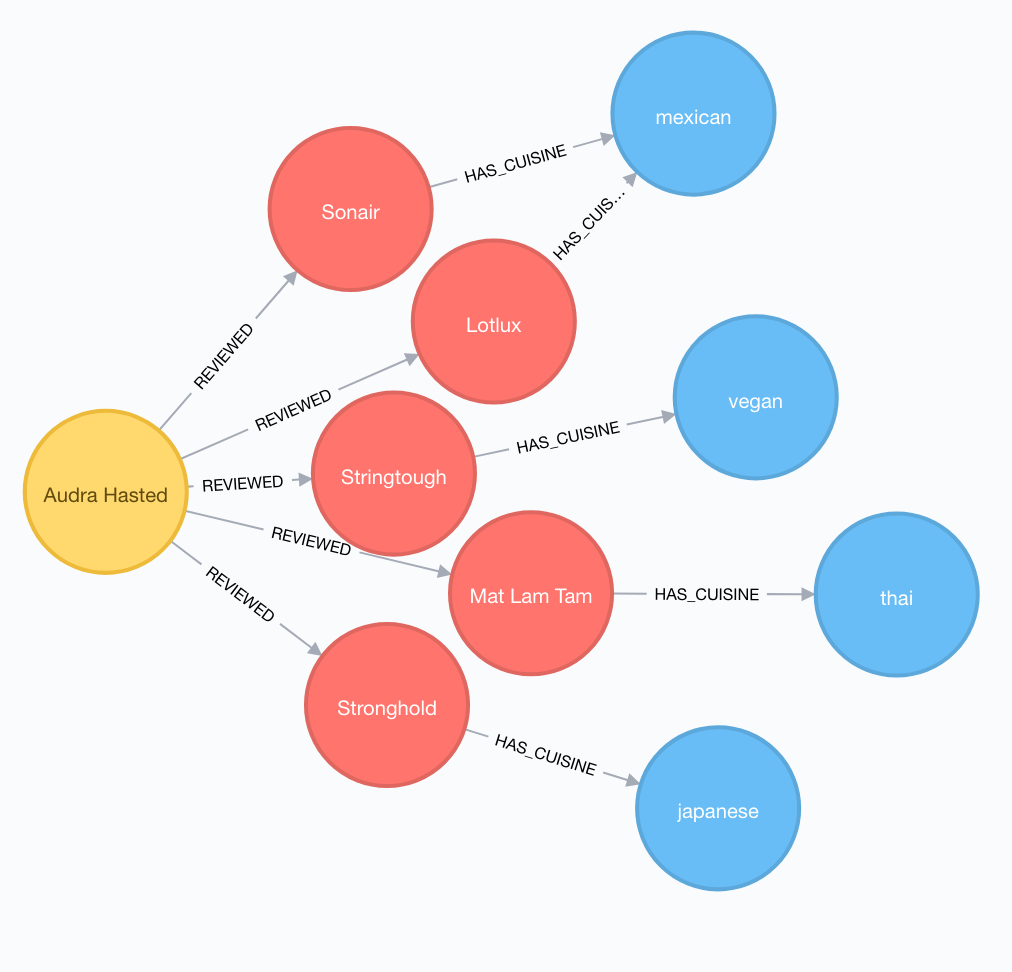 mexican
HAS_CUISINE
Sonair
HAS_CUIS...
Lotlux
REVIEWED
REVIEWED
vegan
HAS_CUISINE
Stringtough
REVIEWED
Audra Hasted
REVIEWED
Mat Lam Tam
HAS_CUISINE
thai
REVIEWED
Stronghold
HAS_CUISINE
japanese